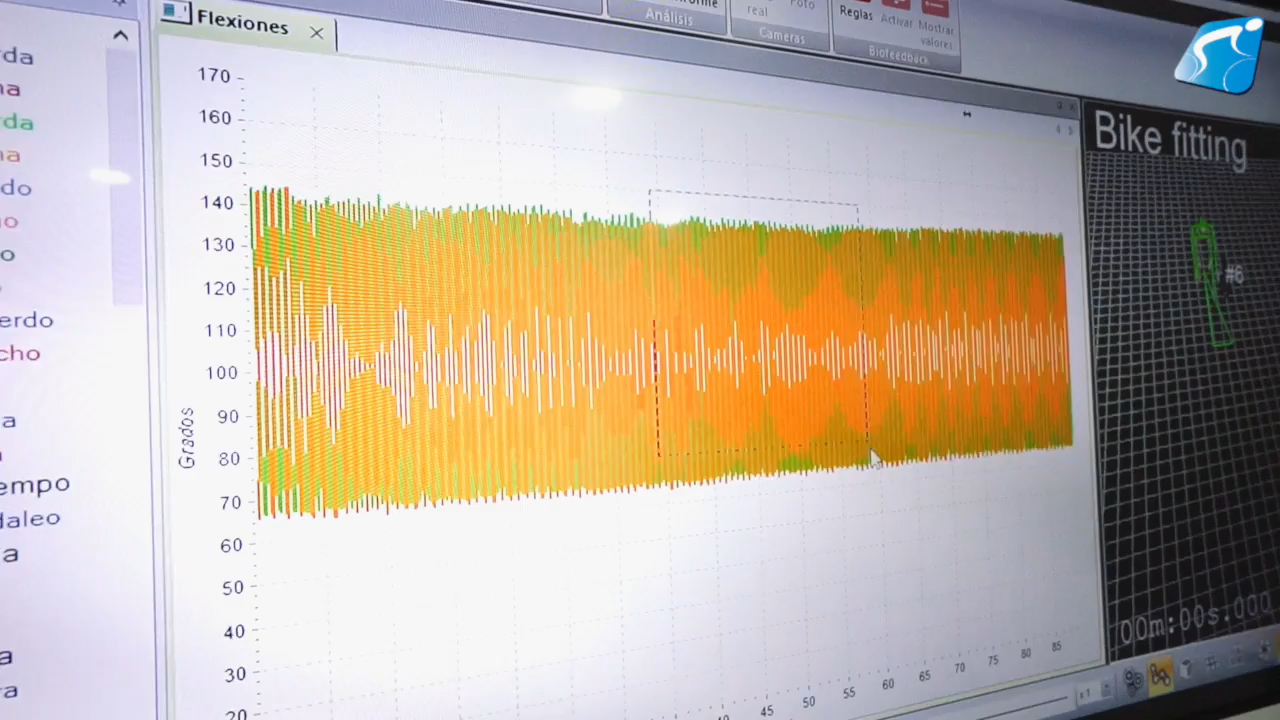 Flexiones
real
Foto
Análisis
Cameras
Reglas
Activar
Mostrar
valores
Biofeedback
Bike fitting
#6
00m:00s.000
x1
Grados
170
160
150
140
130
120
110
100
90
80
70
60
50
40
30
20
45
50
55
60
65
70
75
80
85
rda
na
rda
na
do
ho
o
erdo
cho
a
empo
daleo
a
a
ra